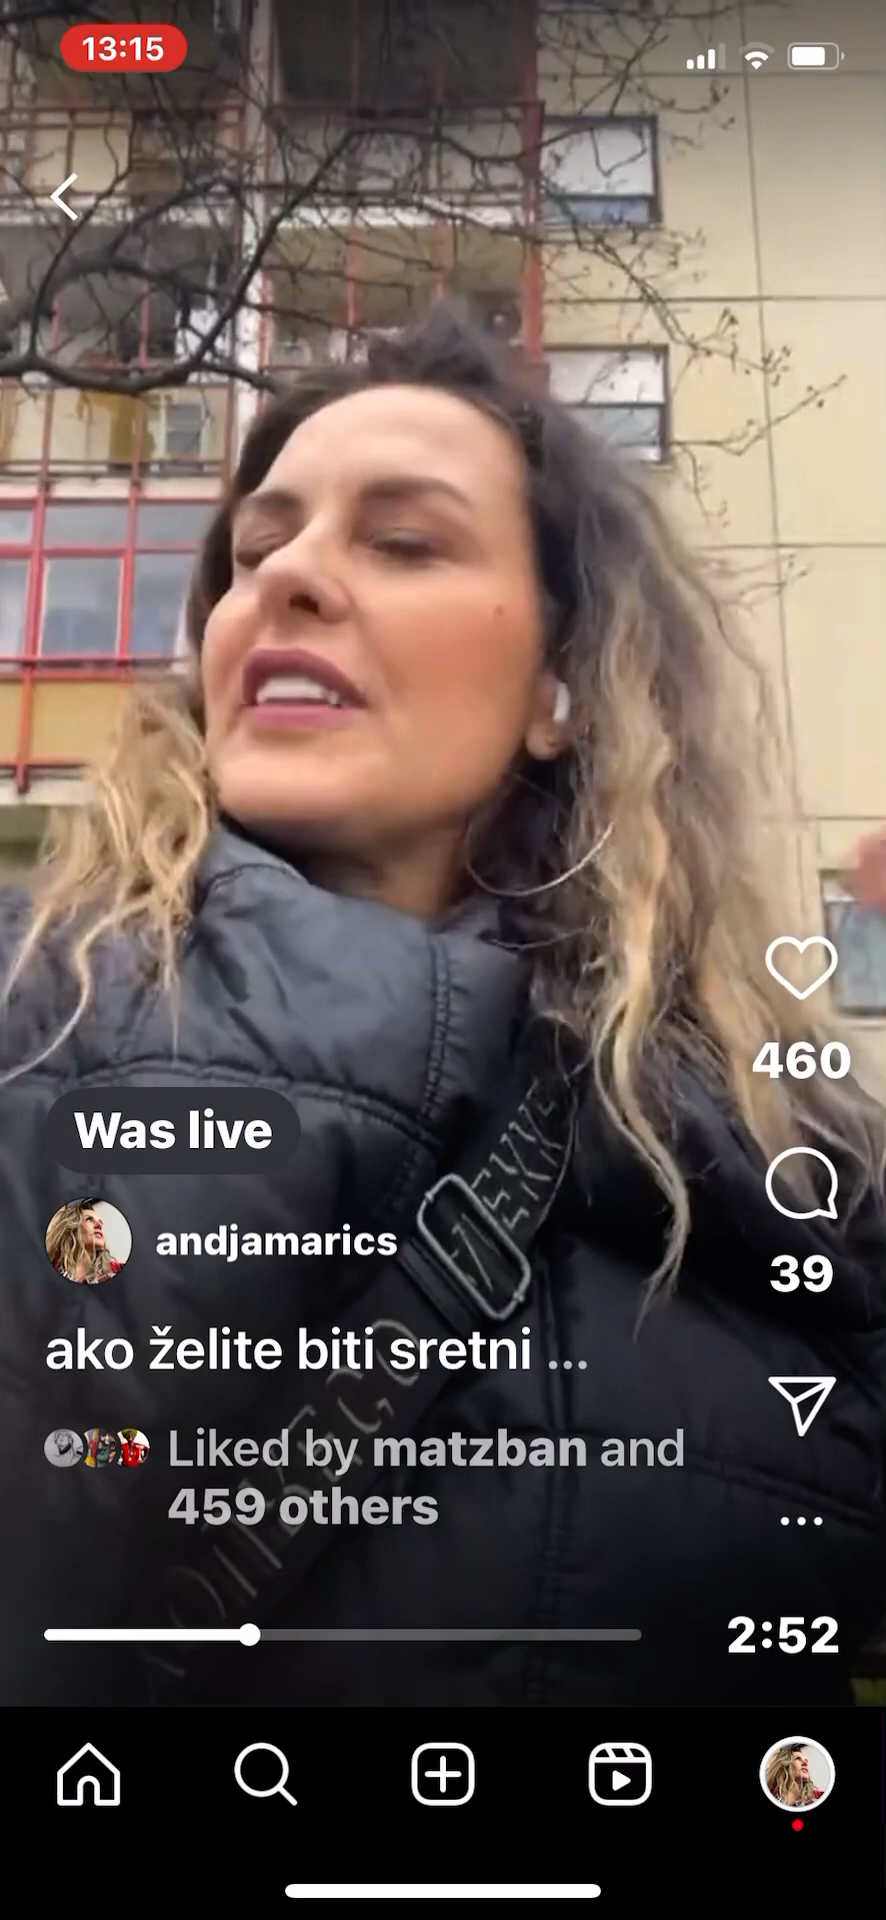 13:15
Was live
andjamarics
ako želite biti sretni ...
Liked by matzban and
459 others
460
39
2:52